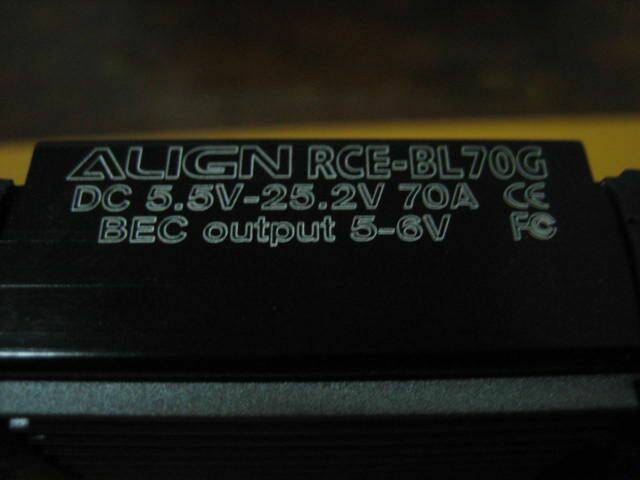 ALIGN RCE-BL70G
DC 5.5V-25.2V 70A CE
BEC output 5-6V FC